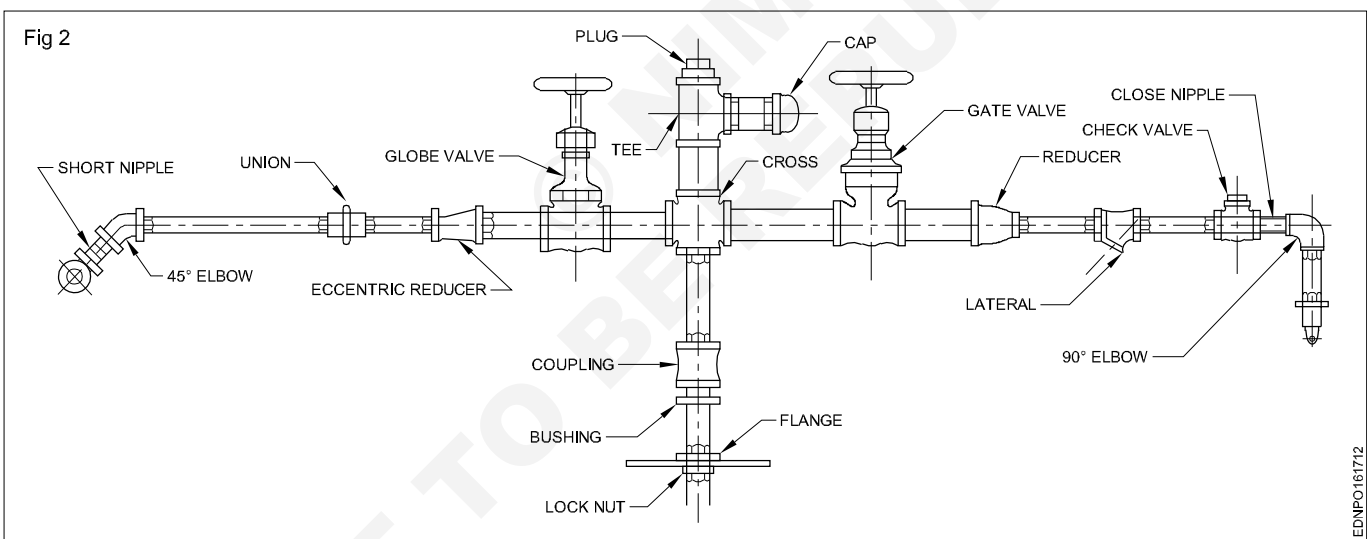 Fig 2
PLUG
CAP
GATE VALVE
CLOSE NIPPLE
CHECK VALVE
REDUCER
SHORT NIPPLE
UNION
GLOBE VALVE
TEE
CROSS
45° ELBOW
ECCENTRIC REDUCER
LATERAL
90° ELBOW
COUPLING
BUSHING
FLANGE
LOCK NUT
EDNPO161712